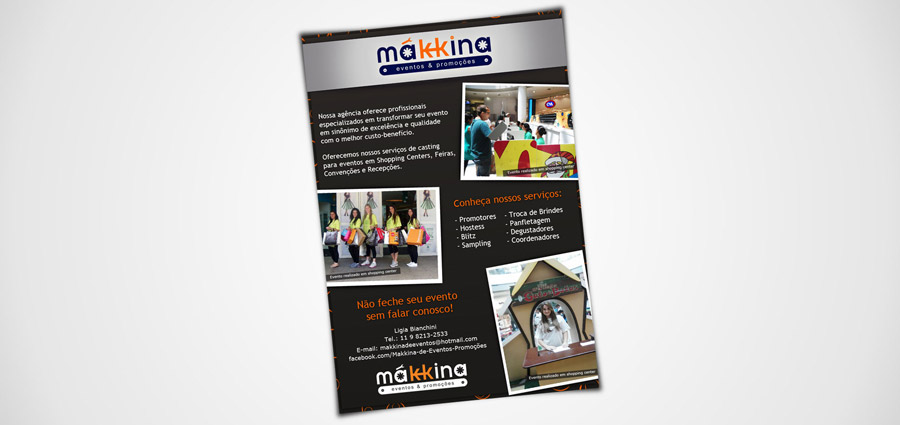 mákkina
eventos & promoções
Nossa agência oferece profissionais
especializados em transformar seu evento
em sinônimo de excelência e qualidade
com o melhor custo-benefício.
Oferecemos nossos serviços de casting
para eventos em Shopping Centers, Feiras,
Convenções e Recepções.
C&A
Evento realizado em shopping center
Conheça nossos serviços:
- Promotores
- Hostess
- Blitz
- Sampling
- Troca de Brindes
- Panfletagem
- Degustadores
- Coordenadores
Evento realizado em shopping center
Não feche seu evento
sem falar conosco!
Ligia Bianchini
Tel.: 11 9 8213-2533
E-mail: makkinadeeventos@hotmail.com
facebook.com/Makkina-de-Eventos-Promoções
mákkina
eventos & promoções
Evento realizado em shopping center